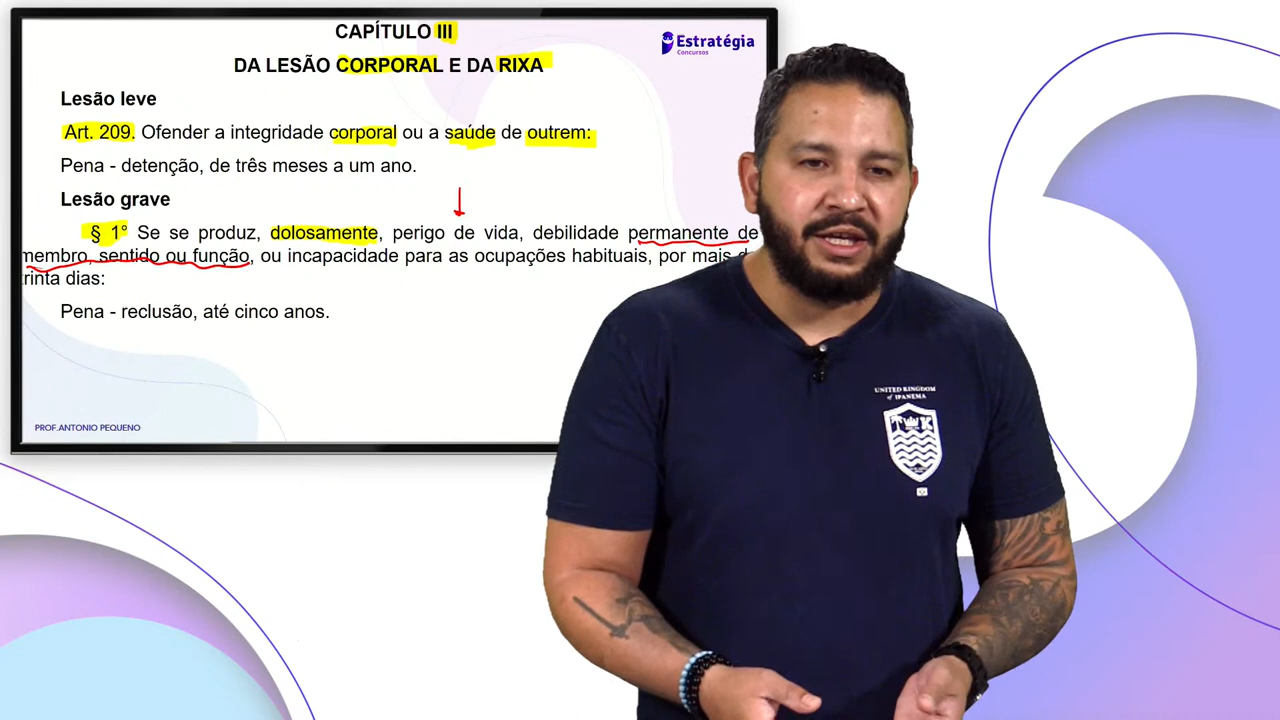 CAPÍTULO III
DA LESÃO CORPORAL E DA RIXA
Estratégia
Concursos
Lesão leve
Art. 209. Ofender a integridade corporal ou a saúde de outrem:
Pena - detenção, de três meses a um ano.
Lesão grave
§ 1° Se se produz, dolosamente, perigo de vida, debilidade permanente de
membro, sentido ou função, ou incapacidade para as ocupações habituais, por mais
trinta dias:
Pena - reclusão, até cinco anos.
PROF.ANTONIO PEQUENO
UNITED KINGDOM
of IPANEMA